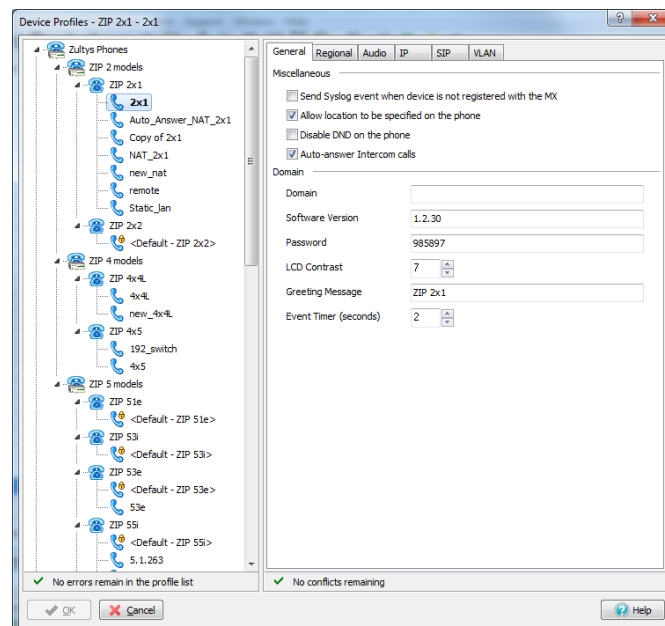 Device Profiles - ZIP 2x1 - 2x1
Zultys Phones
ZIP 2 models
ZIP 2x1
2x1
Auto_Answer_NAT_2x1
Copy of 2x1
NAT_2x1
new_nat
remote
Static_lan
ZIP 2x2
<Default - ZIP 2x2>
ZIP 4 models
ZIP 4x4L
4x4L
new_4x4L
ZIP 4x5
192_switch
4x5
ZIP 5 models
ZIP 51e
<Default - ZIP 51e>
ZIP 53i
<Default - ZIP 53i>
ZIP 53e
<Default - ZIP 53e>
53e
ZIP 55i
<Default - ZIP 55i>
5.1.263
No errors remain in the profile list
General Regional Audio IP SIP VLAN
Miscellaneous
Send Syslog event when device is not registered with the MX
Allow location to be specified on the phone
Disable DND on the phone
Auto-answer Intercom calls
Domain
Domain
Software Version 1.2.30
Password 985897
LCD Contrast 7
Greeting Message ZIP 2x1
Event Timer (seconds) 2
No conflicts remaining
OK Cancel Help